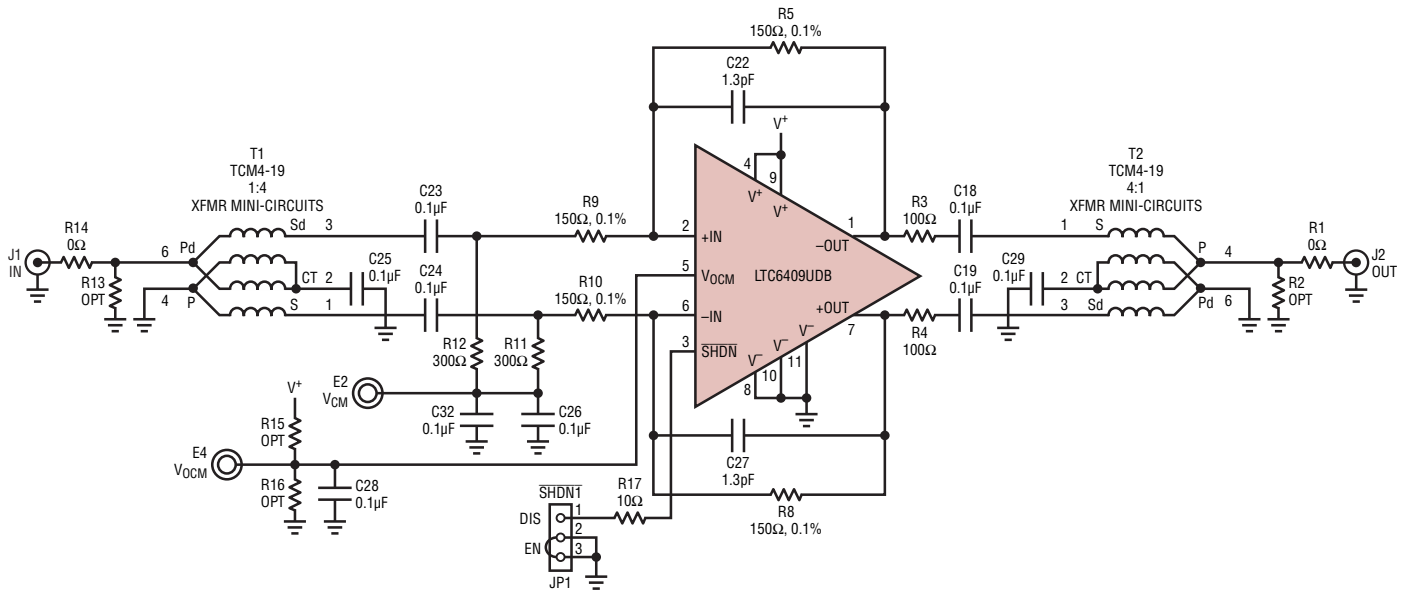 R5
150Ω, 0.1%
C22
1.3pF
V+
T1
TCM4-19
1:4
XFMR MINI-CIRCUITS
T2
TCM4-19
4:1
XFMR MINI-CIRCUITS
4
9
V+
V+
C23
0.1µF
R9
150Ω, 0.1%
R3
100Ω
C18
0.1µF
Sd 3
2
+IN
1
–OUT
1 S
R14
0Ω
J1
IN
6 Pd
R13
OPT
CT 2
C25
0.1µF
C24
0.1µF
R10
150Ω, 0.1%
5
VOCM
LTC6409UDB
C29
0.1µF
C19
0.1µF
2 CT
P 4
R1
0Ω
J2
OUT
R2
OPT
4 P
S 1
6
–IN
+OUT
7
3 Sd
Pd 6
R4
100Ω
3
SHDN
R12
300Ω
R11
300Ω
V–
V–
V–
8
10
11
E2
VCM
V+
C32
0.1µF
C26
0.1µF
R15
OPT
E4
VOCM
R16
OPT
C28
0.1µF
C27
1.3pF
R8
150Ω, 0.1%
SHDN1
R17
10Ω
DIS
1
2
EN
3
JP1